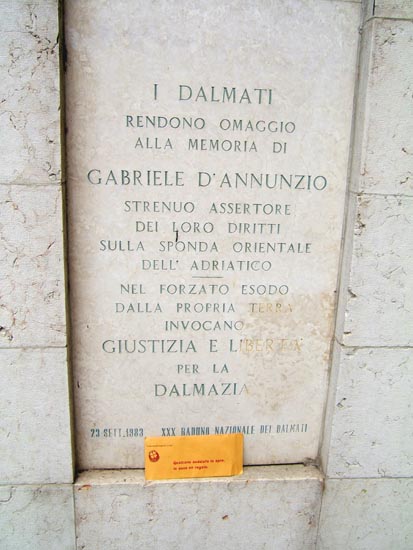 I DALMATI
RENDONO OMAGGIO
ALLA MEMORIA DI
GABRIELE D'ANNUNZIO
STRENUO ASSERTORE
DEI LORO DIRITTI
SULLA SPONDA ORIENTALE
DELL' ADRIATICO
NEL FORZATO ESODO
DALLA PROPRIA TERRA
INVOCANO
GIUSTIZIA E LIBERTA'
PER LA
DALMAZIA
23 SETT. 1983 XXX RADUNO NAZIONALE DEI DALMATI